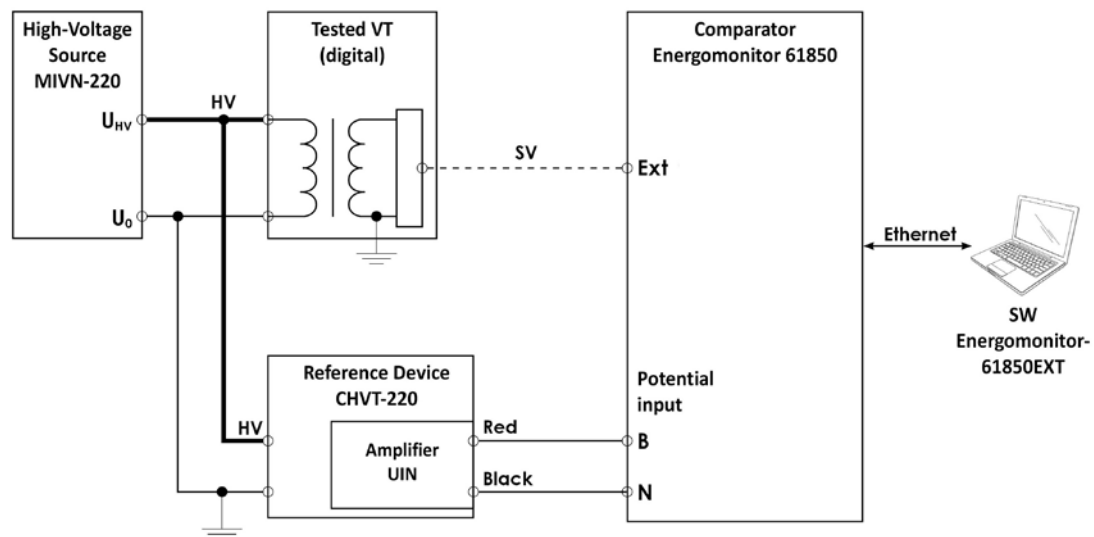 High-Voltage
Source
MIVN-220
UHV
U0
HV
Tested VT
(digital)
SV
Comparator
Energomonitor 61850
Ext
Ethernet
SW
Energomonitor-
61850EXT
Reference Device
CHVT-220
HV
Amplifier
UIN
Red
Black
Potential
input
B
N